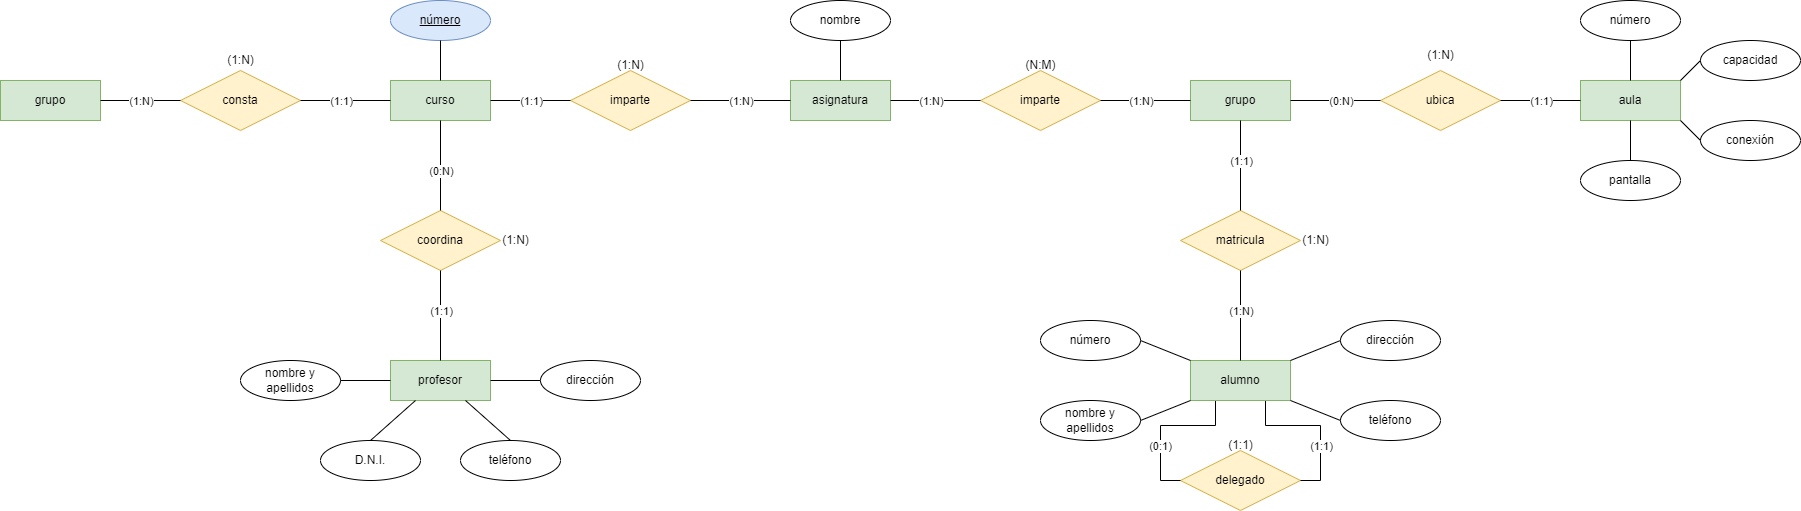 número
nombre
número
(1:N)
(1:N)
(N:M)
(1:N)
capacidad
grupo
(1:N)
consta
(1:1)
curso
(1:1)
imparte
(1:N)
asignatura
(1:N)
imparte
(1:N)
grupo
(0:N)
ubica
(1:1)
aula
conexión
(0:N)
(1:1)
pantalla
coordina
(1:N)
matricula
(1:N)
(1:1)
(1:N)
número
dirección
nombre y
apellidos
profesor
dirección
alumno
nombre y
apellidos
teléfono
(0:1)
(1:1)
(1:1)
D.N.I.
teléfono
delegado